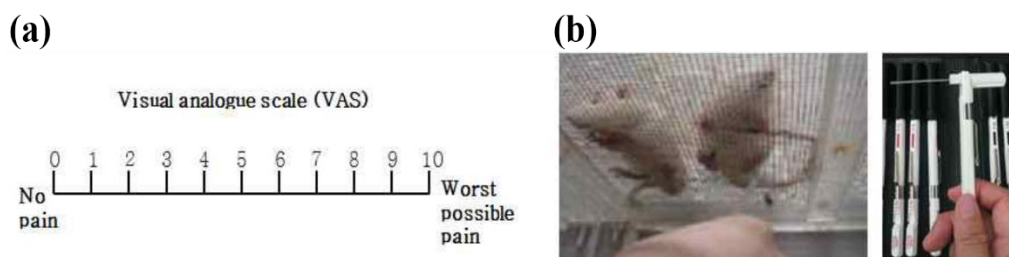 (a)
(b)
Visual analogue scale (VAS)
0 1 2 3 4 5 6 7 8 9 10
No pain
Worst possible pain